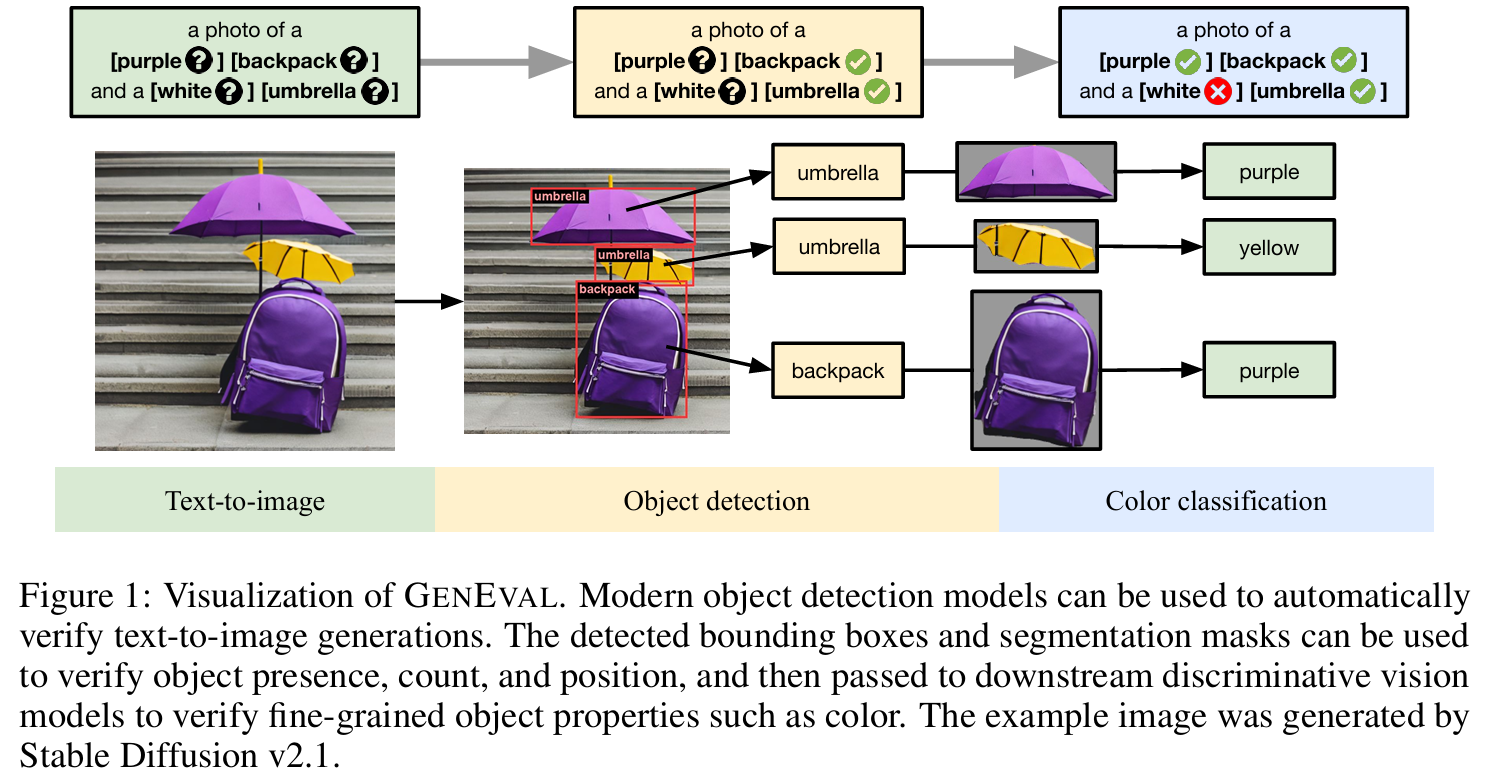 a photo of a
[purple ] [backpack ]
and a [white ] [umbrella ]
a photo of a
[purple ] [backpack ]
and a [white ] [umbrella ]
a photo of a
[purple ] [backpack ]
and a [white ] [umbrella ]
umbrella
umbrella
backpack
umbrella
purple
umbrella
yellow
backpack
purple
Text-to-image
Object detection
Color classification
Figure 1: Visualization of GENEVAL. Modern object detection models can be used to automatically
verify text-to-image generations. The detected bounding boxes and segmentation masks can be used
to verify object presence, count, and position, and then passed to downstream discriminative vision
models to verify fine-grained object properties such as color. The example image was generated by
Stable Diffusion v2.1.